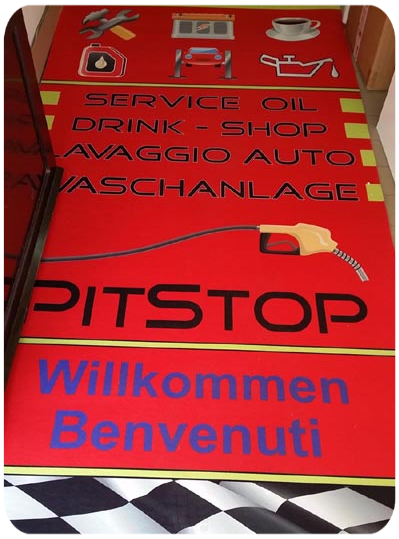 SERVICE OIL
DRINK - SHOP
LAVAGGIO AUTO
WASCHANLAGE
PITSTOP
Willkommen
Benvenuti